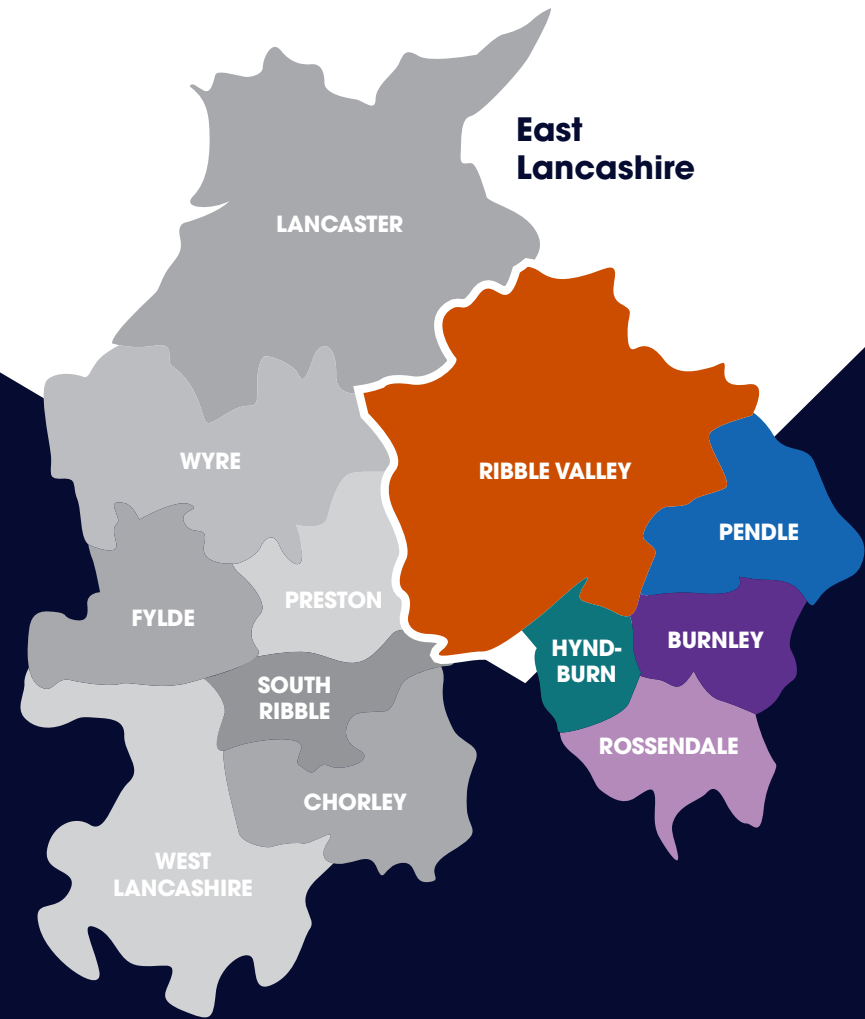 East
Lancashire
LANCASTER
WYRE
RIBBLE VALLEY
PENDLE
PRESTON
FYLDE
HYND-
BURN
BURNLEY
SOUTH
RIBBLE
ROSSENDALE
CHORLEY
WEST
LANCASHIRE